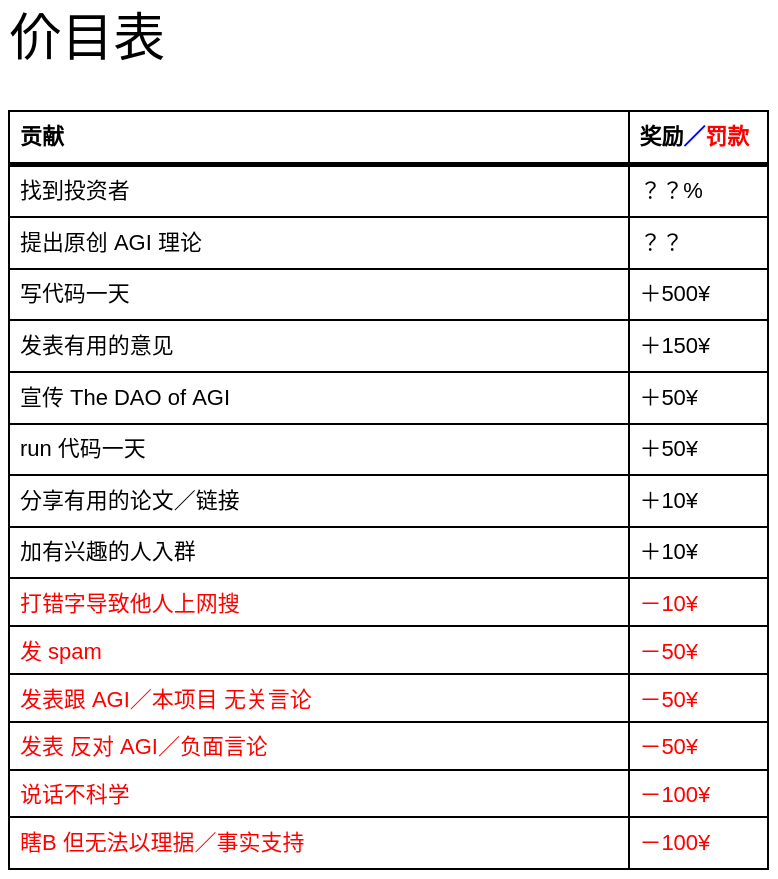 价目表
贡献 奖励／罚款
找到投资者 ？？%
提出原创 AGI 理论 ？？
写代码一天 ＋500¥
发表有用的意见 ＋150¥
宣传 The DAO of AGI ＋50¥
run 代码一天 ＋50¥
分享有用的论文／链接 ＋10¥
加有兴趣的人入群 ＋10¥
打错字导致他人上网搜 －10¥
发 spam －50¥
发表跟 AGI／本项目 无关言论 －50¥
发表 反对 AGI／负面言论 －50¥
说话不科学 －100¥
瞎B 但无法以理据／事实支持 －100¥